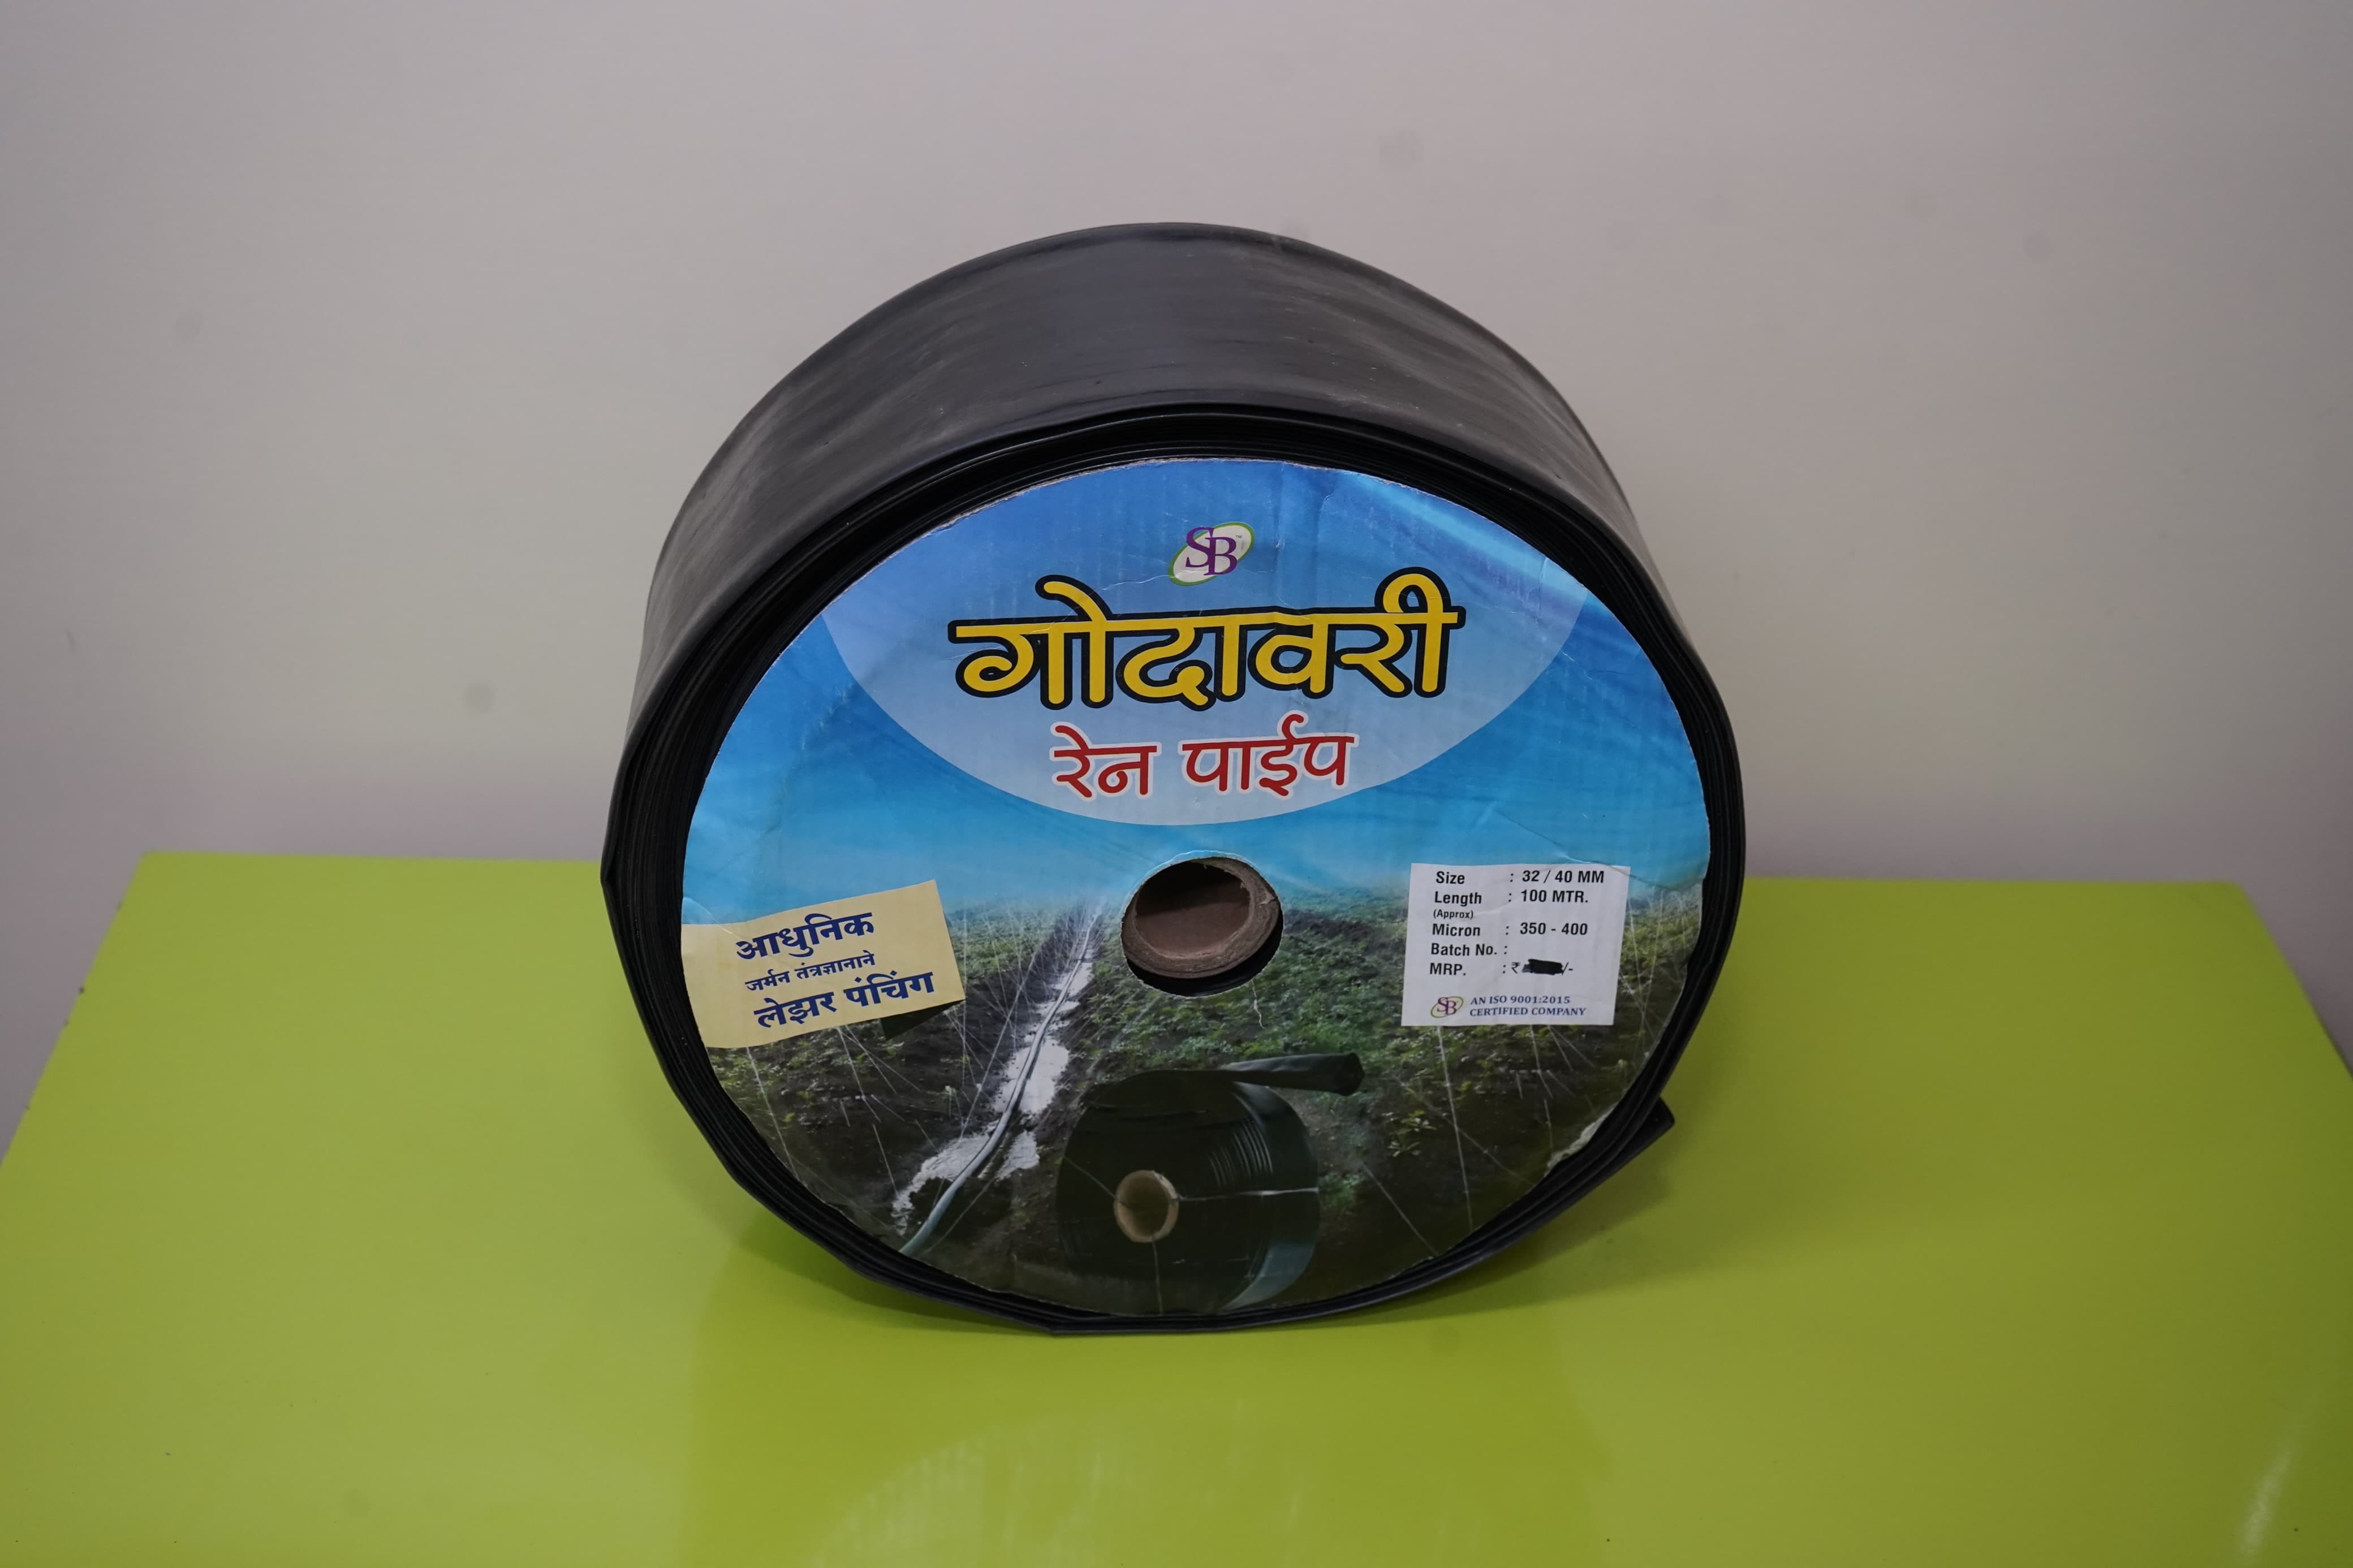 SB™
गोदावरी
रेन पाईप
आधुनिक
जर्मन तंत्रज्ञानाने
लेझर पंचिंग
Size : 32 / 40 MM
Length : 100 MTR.
(Approx)
Micron : 350 - 400
Batch No. :
MRP. : ₹ /-
SB AN ISO 9001:2015
CERTIFIED COMPANY